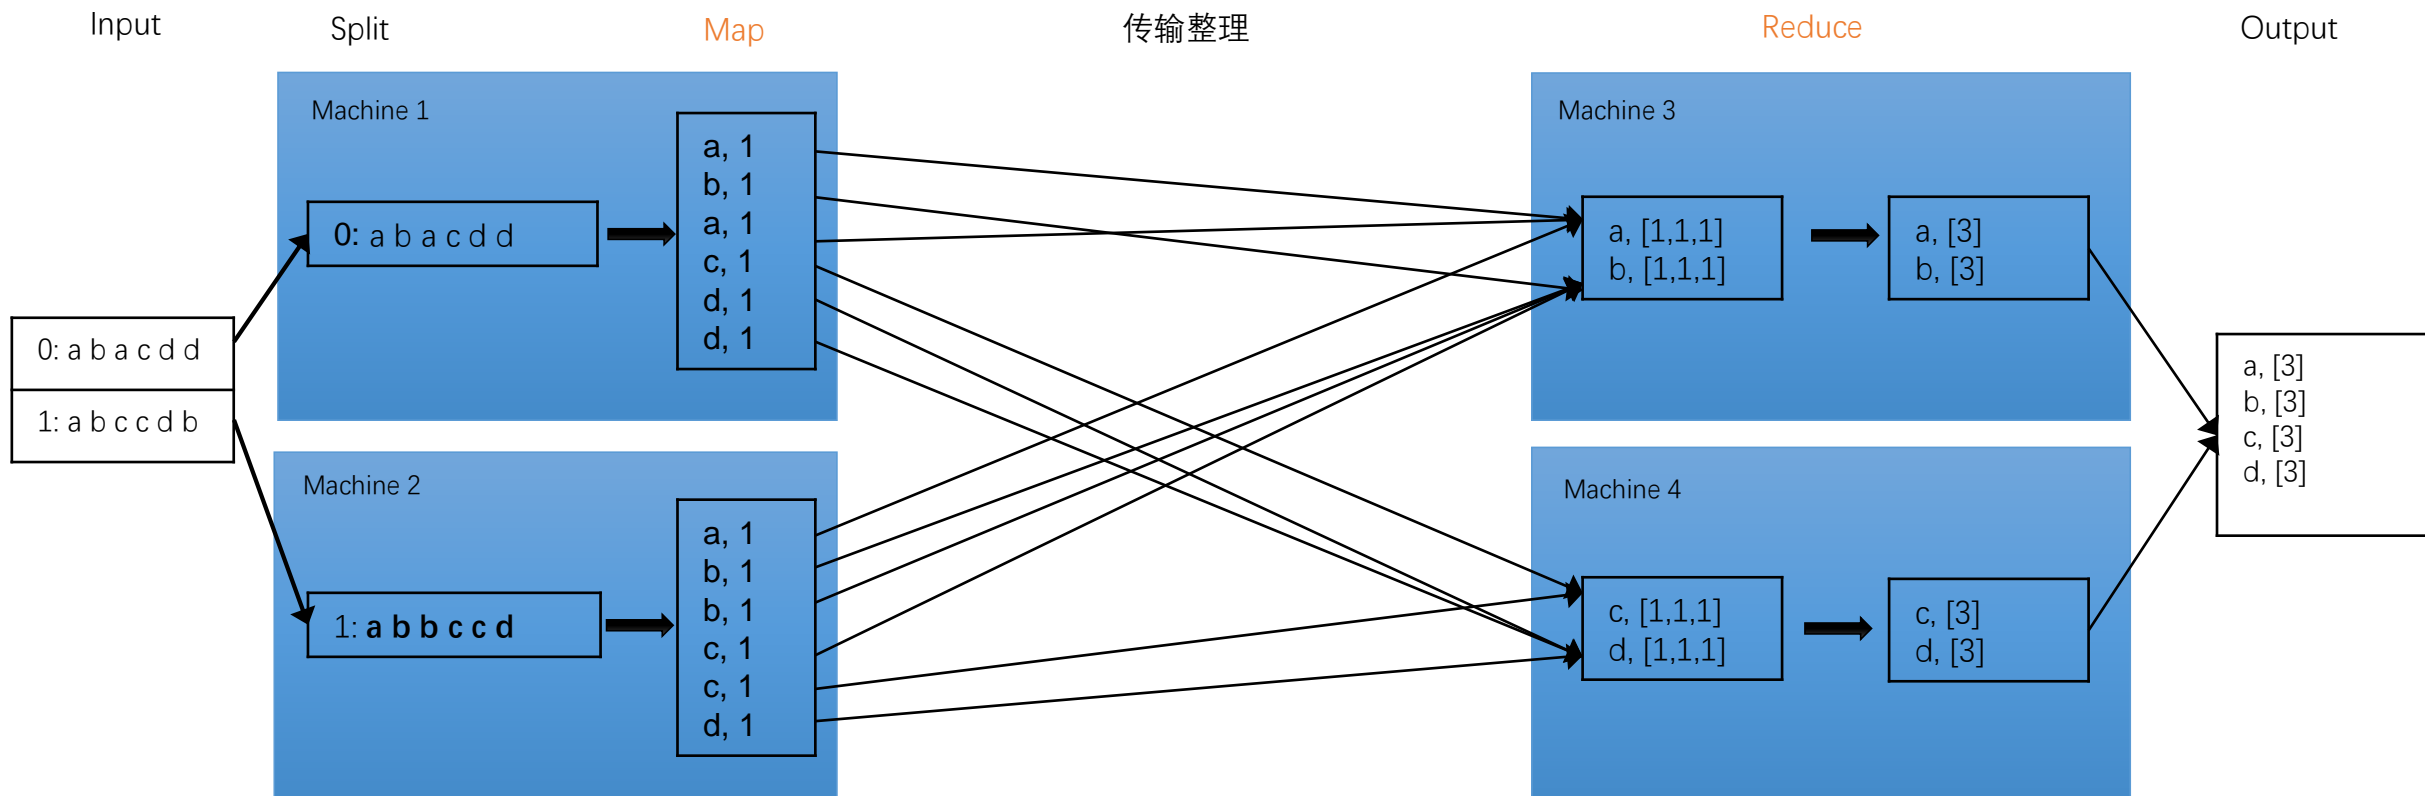 Input
Split
Map
传输整理
Reduce
Output
0: a b a c d d
1: a b c c d b
Machine 1
0: a b a c d d
a, 1
b, 1
a, 1
c, 1
d, 1
d, 1
Machine 2
1: a b b c c d
a, 1
b, 1
b, 1
c, 1
c, 1
d, 1
Machine 3
a, [1,1,1]
b, [1,1,1]
a, [3]
b, [3]
Machine 4
c, [1,1,1]
d, [1,1,1]
c, [3]
d, [3]
a, [3]
b, [3]
c, [3]
d, [3]